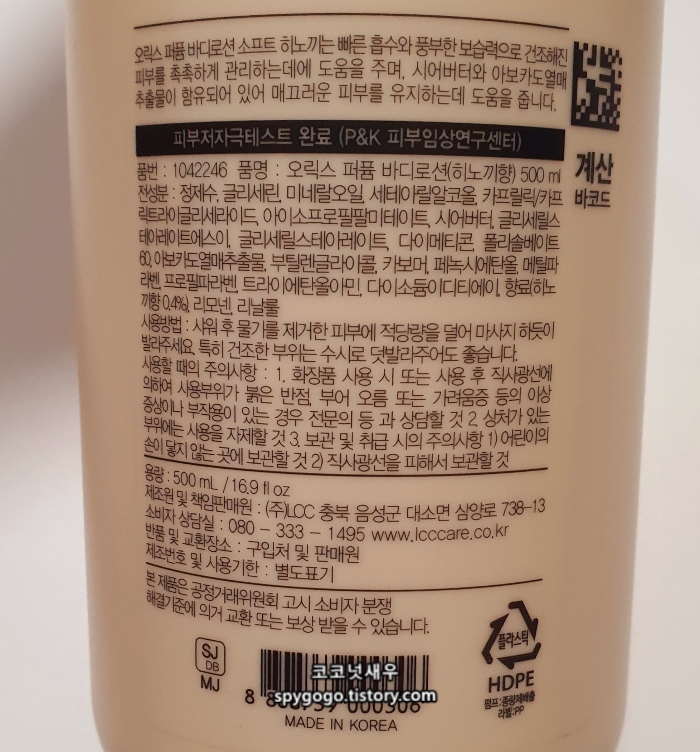 오릭스 퍼퓸 바디로션 소프트 히노끼는 빠른 흡수와 풍부한 보습력으로 건조해진
피부를 촉촉하게 관리하는데에 도움을 주며, 시어버터와 아보카도열매
추출물이 함유되어 있어 매끄러운 피부를 유지하는데 도움을 줍니다.
계산
바코드
피부저자극테스트 완료 (P&K 피부임상연구센터)
품번 : 1042246 품명 : 오릭스 퍼퓸 바디로션(히노끼향) 500 ml
전성분 : 정제수, 글리세린, 미네랄오일, 세테아릴알코올, 카프릴릭/카프
릭트라이글리세라이드, 아이소프로필팔미테이트, 시어버터, 글리세릴스
테아레이트에스이, 글리세릴스테아레이트, 다이메티콘, 폴리솔베이트
60, 아보카도열매추출물, 부틸렌글라이콜, 카보머, 페녹시에탄올, 메틸파
라벤, 프로필파라벤, 트라이에탄올아민, 다이소듐이디티에이, 향료(히노
끼향 0.4%), 리모넨, 리날룰
사용방법 : 샤워 후 물기를 제거한 피부에 적당량을 덜어 마사지 하듯이
발라주세요. 특히 건조한 부위는 수시로 덧발라주어도 좋습니다.
사용할 때의 주의사항 : 1. 화장품 사용 시 또는 사용 후 직사광선에
의하여 사용부위가 붉은 반점, 부어 오름 또는 가려움증 등의 이상
증상이나 부작용이 있는 경우 전문의 등 과 상담할 것 2. 상처가 있는
부위에는 사용을 자제할 것 3. 보관 및 취급 시의 주의사항 1) 어린이의
손이 닿지 않는 곳에 보관할 것 2) 직사광선을 피해서 보관할 것
용량 : 500 mL / 16.9 fl oz
제조원 및 책임판매원 : (주)LCC 충북 음성군 대소면 삼양로 738-13
소비자 상담실 : 080 - 333 - 1495 www.lcccare.co.kr
반품 및 교환장소 : 구입처 및 판매원
제조번호 및 사용기한 : 별도표기
본 제품은 공정거래위원회 고시 소비자 분쟁
해결기준에 의거 교환 또는 보상 받을 수 있습니다.
플라스틱
HDPE
펌프:종량제배출
라벨:PP
SJ
DB
MJ
코코넛새우
spygogo.tistory.com
MADE IN KOREA